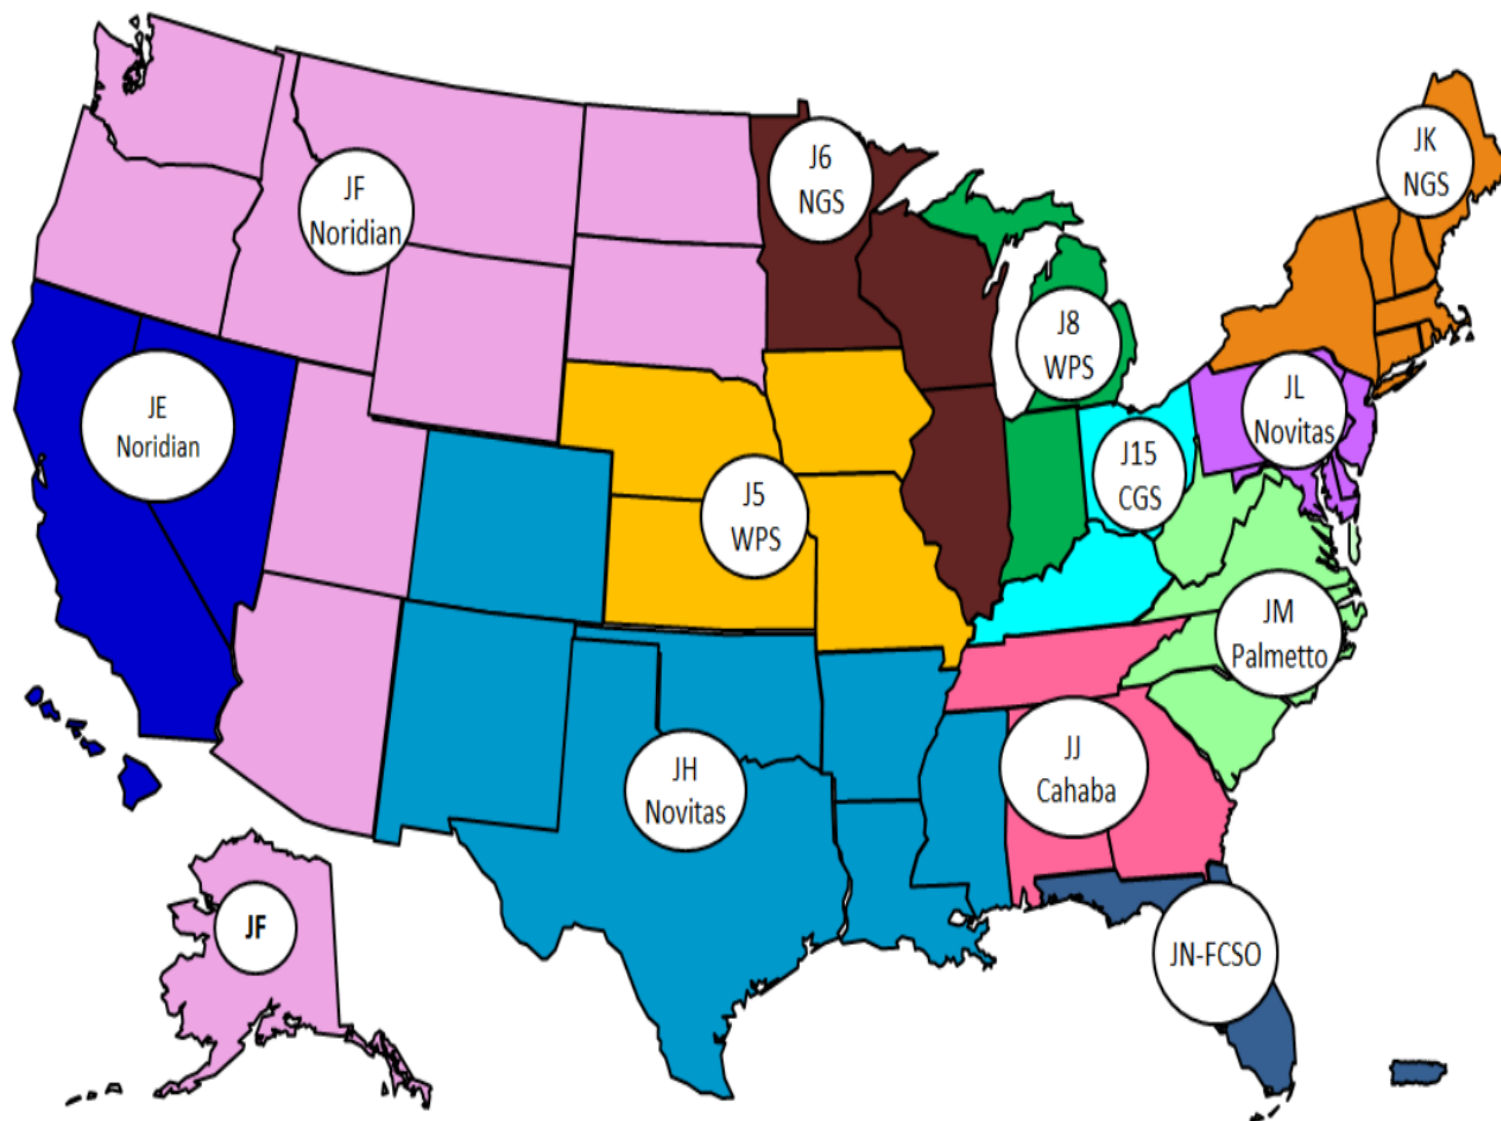 JF
Noridian
J6
NGS
JK
NGS
J8
WPS
JE
Noridian
JL
Novitas
J15
CGS
J5
WPS
JM
Palmetto
JH
Novitas
JJ
Cahaba
JF
JN-FCSO